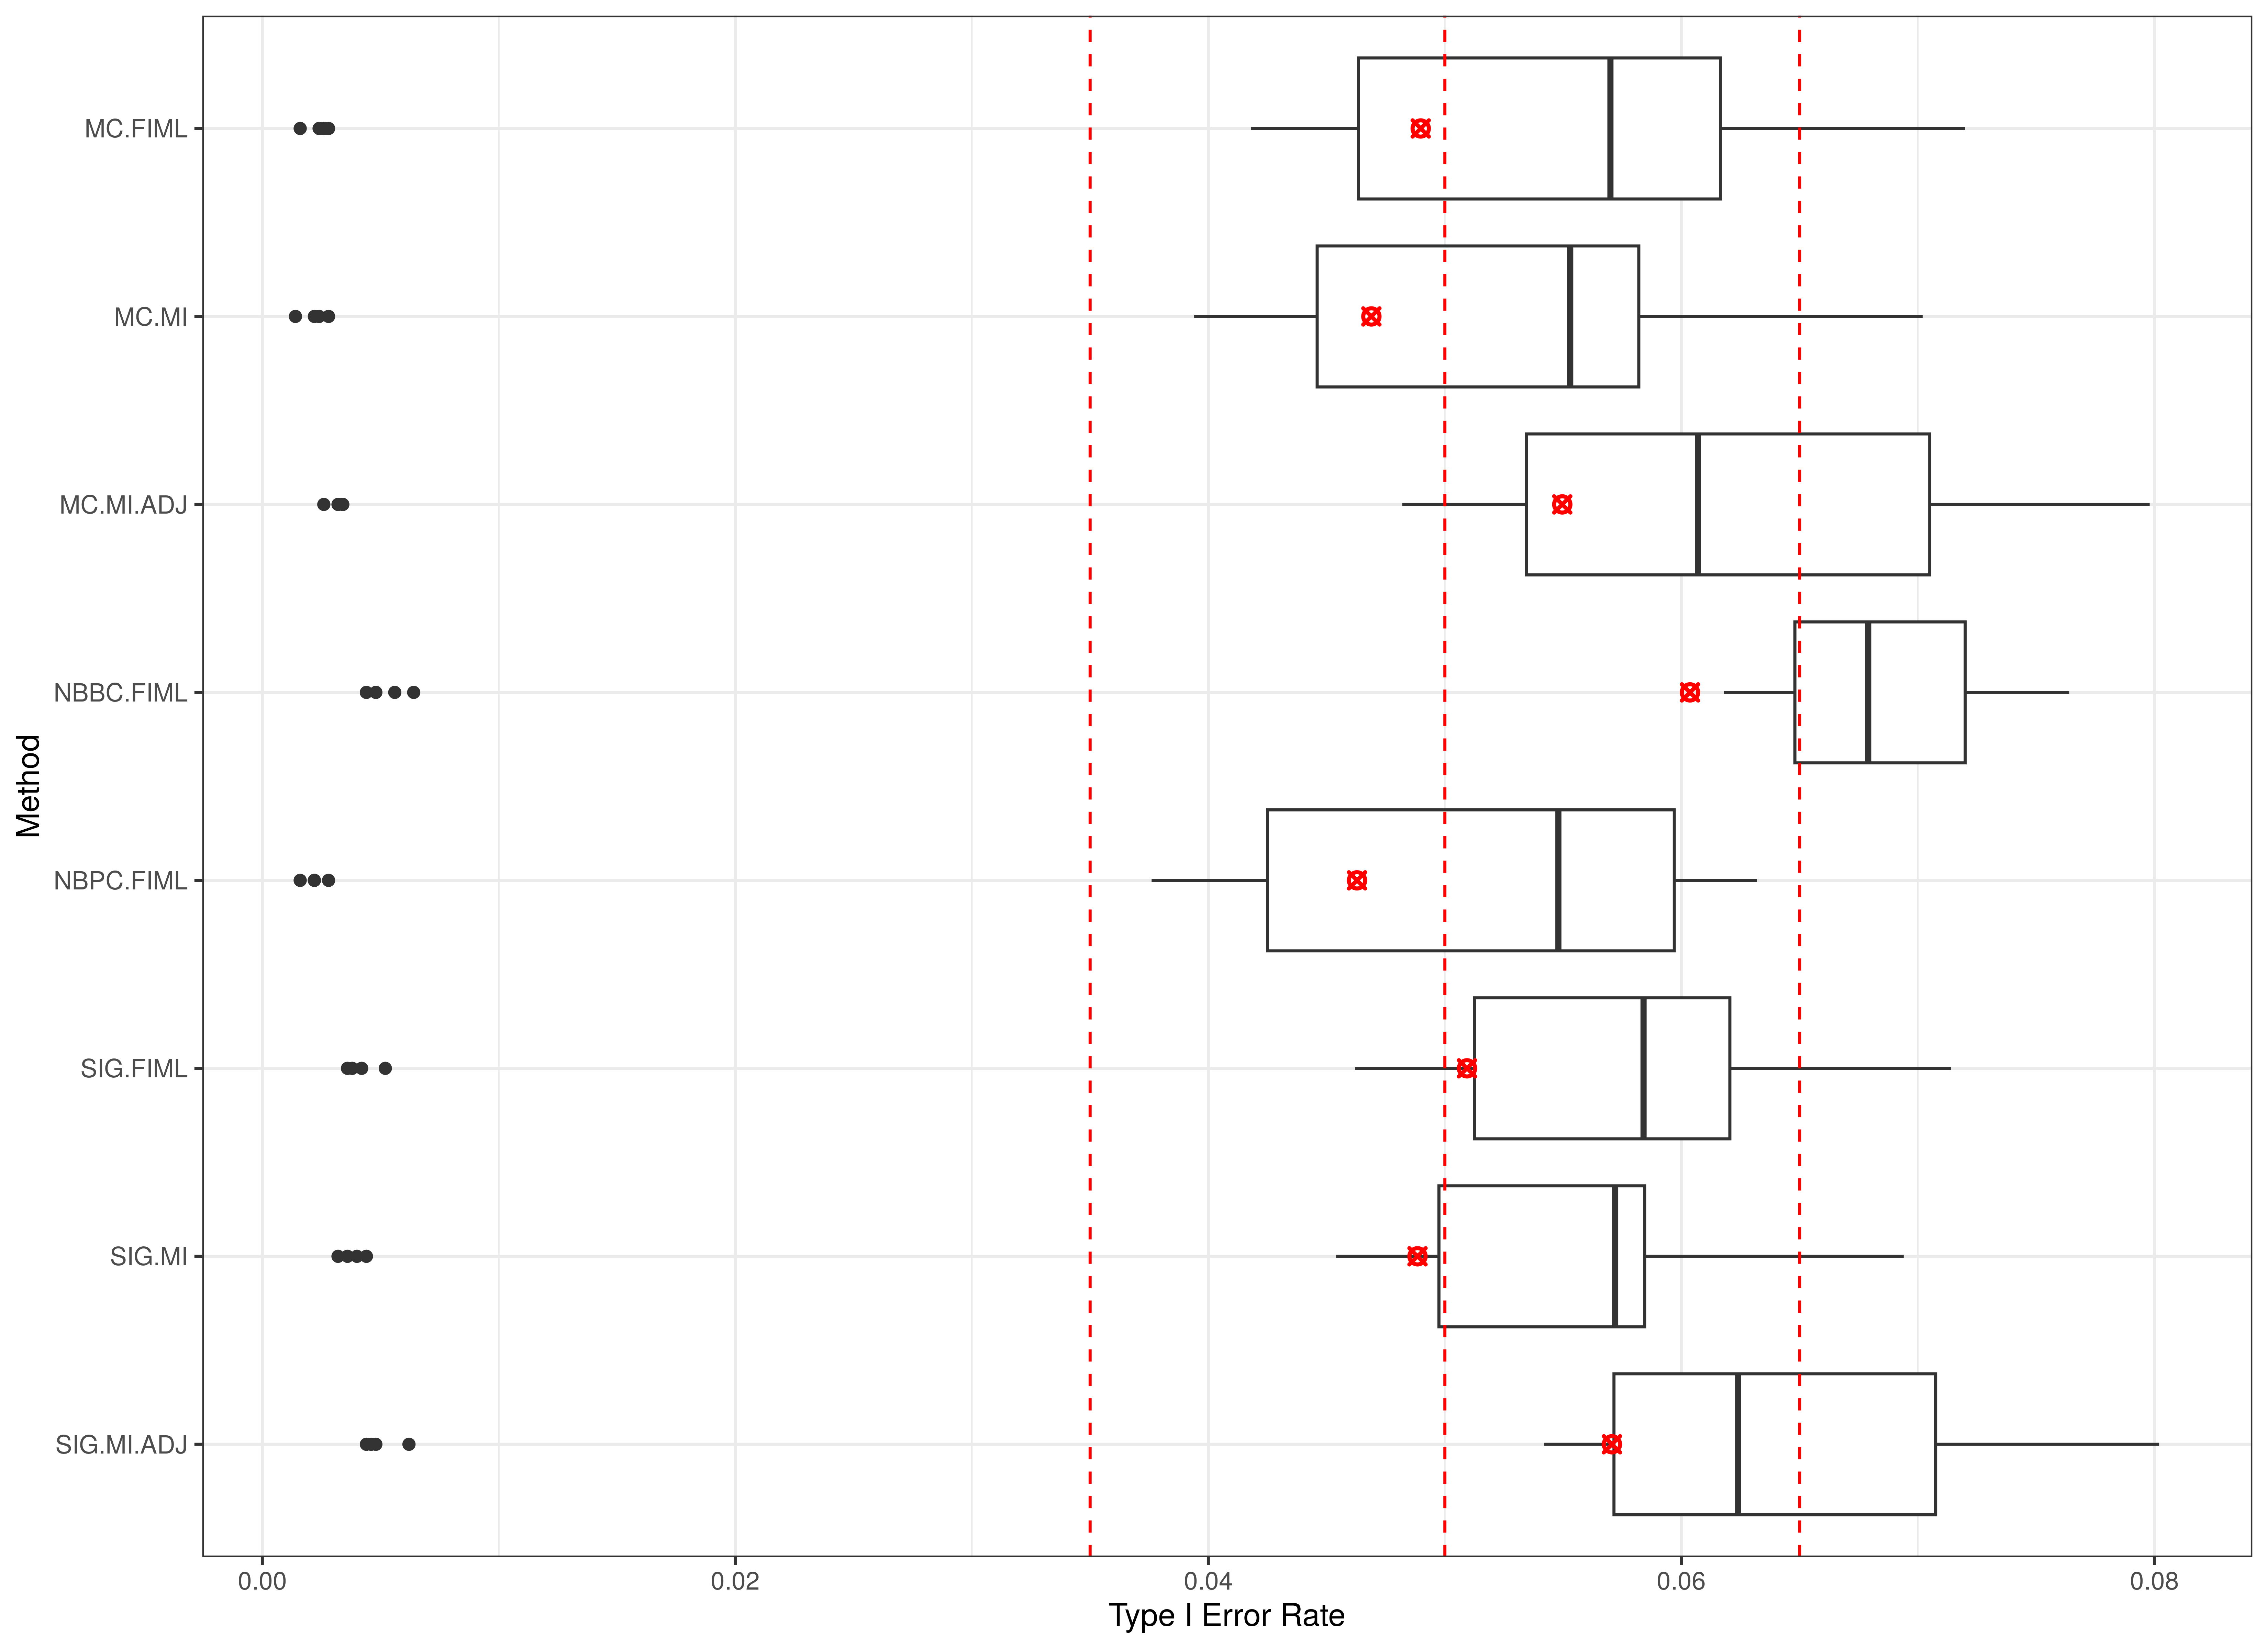 MC.FIML
MC.MI
MC.MI.ADJ
NBBC.FIML
NBPC.FIML
SIG.FIML
SIG.MI
SIG.MI.ADJ
Method
0.00 0.02 0.04 0.06 0.08
Type I Error Rate